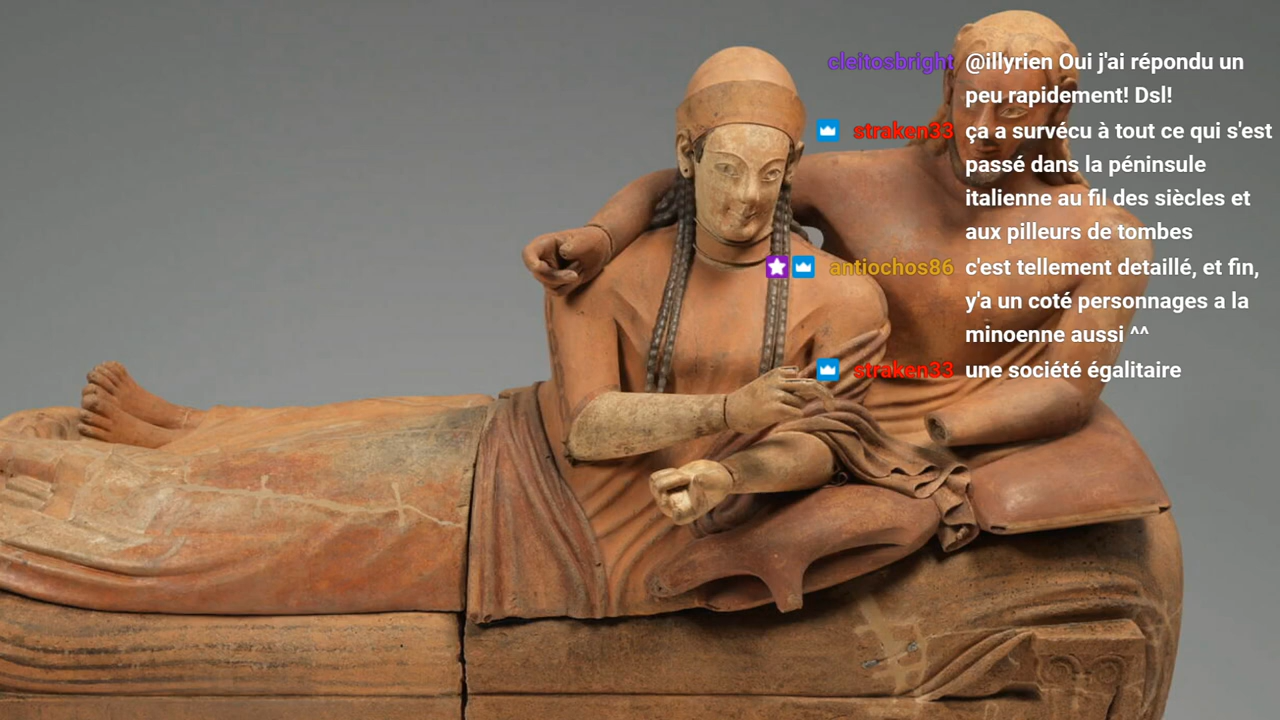 cleitosbright @illyrien Oui j'ai répondu un
peu rapidement! Dsl!
straken33 ça a survécu à tout ce qui s'est
passé dans la péninsule
italienne au fil des siècles et
aux pilleurs de tombes
antiochos86 c'est tellement detaillé, et fin,
y'a un coté personnages a la
minoenne aussi ^^
straken33 une société égalitaire